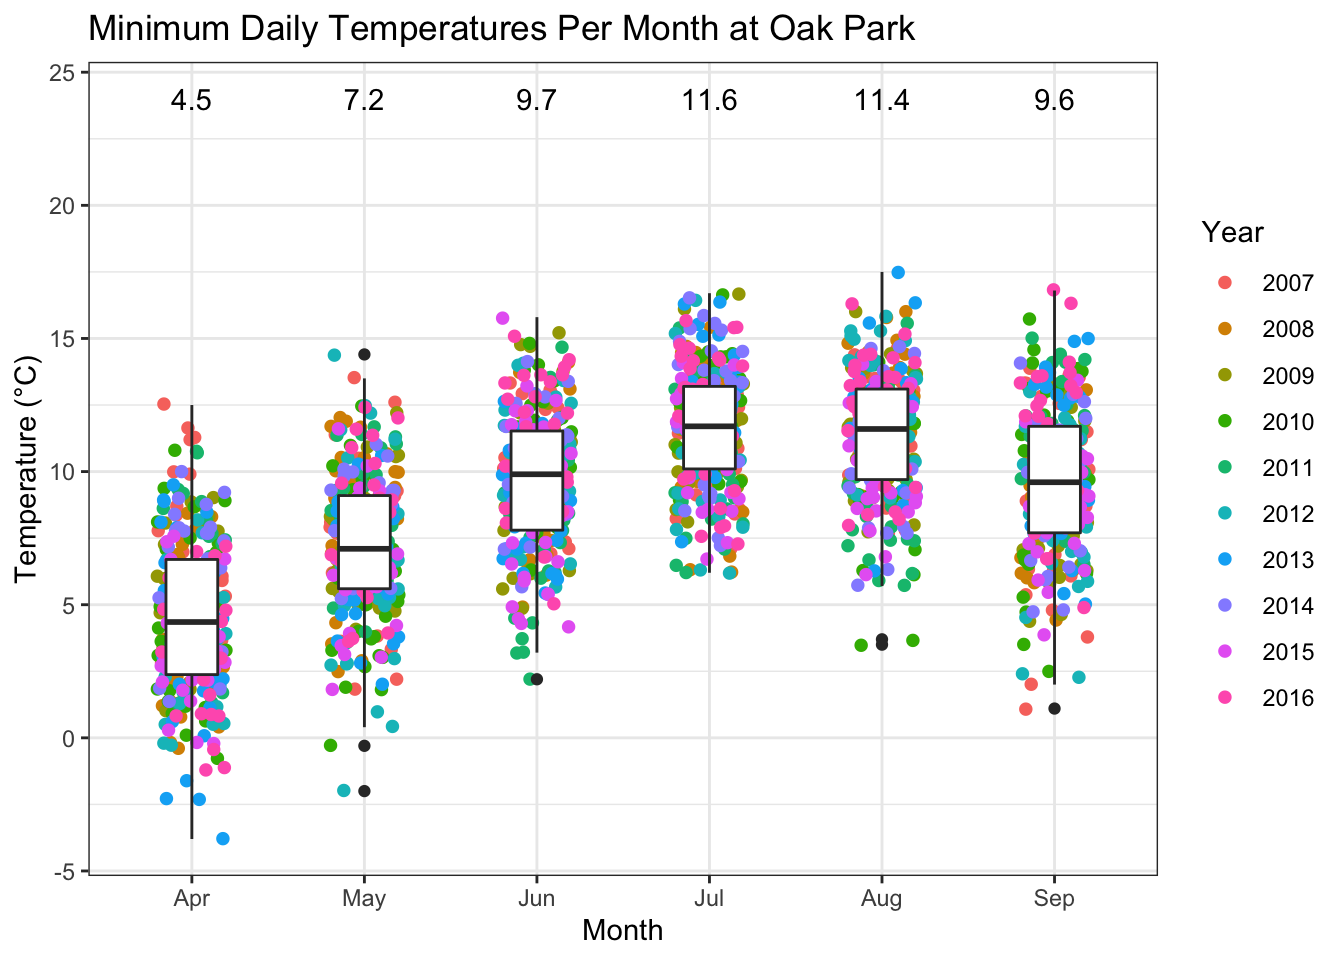 Minimum Daily Temperatures Per Month at Oak Park
25
4.5 7.2 9.7 11.6 11.4 9.6
20
15
10
5
0
-5
Temperature (°C)
Apr May Jun Jul Aug Sep
Month
Year
2007
2008
2009
2010
2011
2012
2013
2014
2015
2016